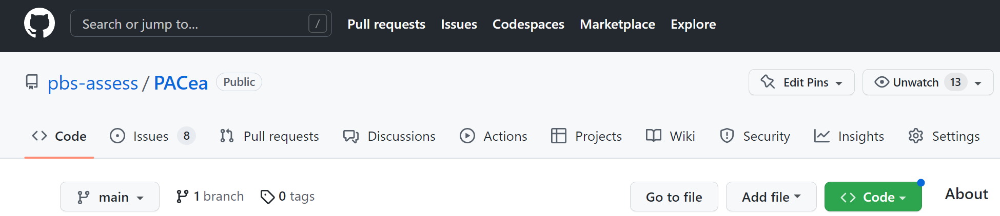 Search or jump to... / Pull requests Issues Codespaces Marketplace Explore
pbs-assess / PACea Public Edit Pins Unwatch 13
Code Issues 8 Pull requests Discussions Actions Projects Wiki Security Insights Settings
main 1 branch 0 tags Go to file Add file <> Code About